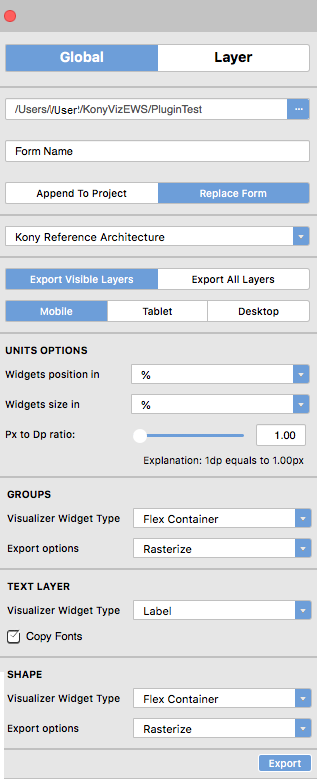 Global Layer
/Users/\/User'/KonyVizEWS/PluginTest ...
Form Name
Append To Project Replace Form
Kony Reference Architecture
Export Visible Layers Export All Layers
Mobile Tablet Desktop
UNITS OPTIONS
Widgets position in %
Widgets size in %
Px to Dp ratio: 1.00
Explanation: 1dp equals to 1.00px
GROUPS
Visualizer Widget Type Flex Container
Export options Rasterize
TEXT LAYER
Visualizer Widget Type Label
Copy Fonts
SHAPE
Visualizer Widget Type Flex Container
Export options Rasterize
Export